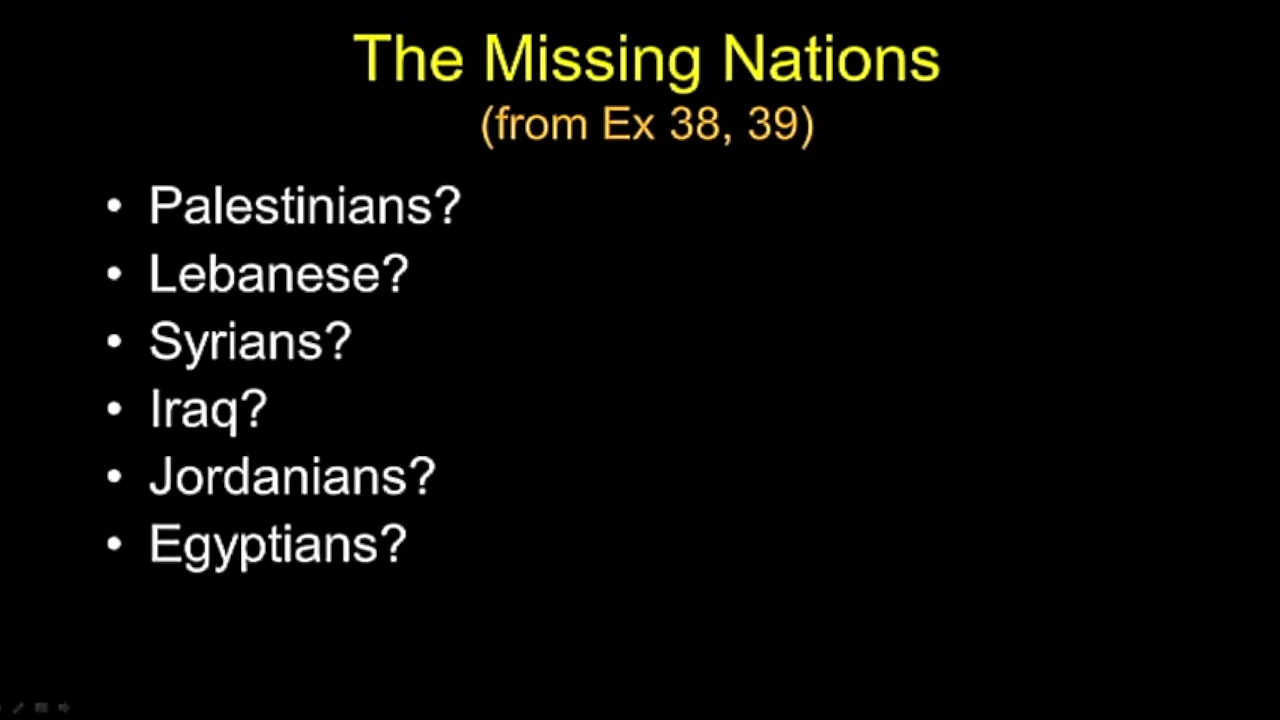 The Missing Nations
(from Ex 38, 39)
• Palestinians?
• Lebanese?
• Syrians?
• Iraq?
• Jordanians?
• Egyptians?